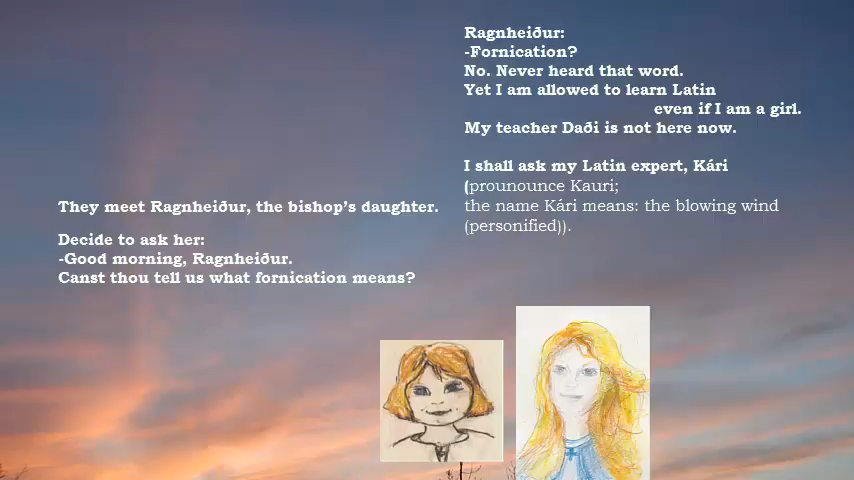 They meet Ragnheiður, the bishop's daughter.
Decide to ask her:
-Good morning, Ragnheiður.
Canst thou tell us what fornication means?
Ragnheiður:
-Fornication?
No. Never heard that word.
Yet I am allowed to learn Latin
even if I am a girl.
My teacher Daði is not here now.
I shall ask my Latin expert, Kári
(prounounce Kauri;
the name Kári means: the blowing wind
(personified)).